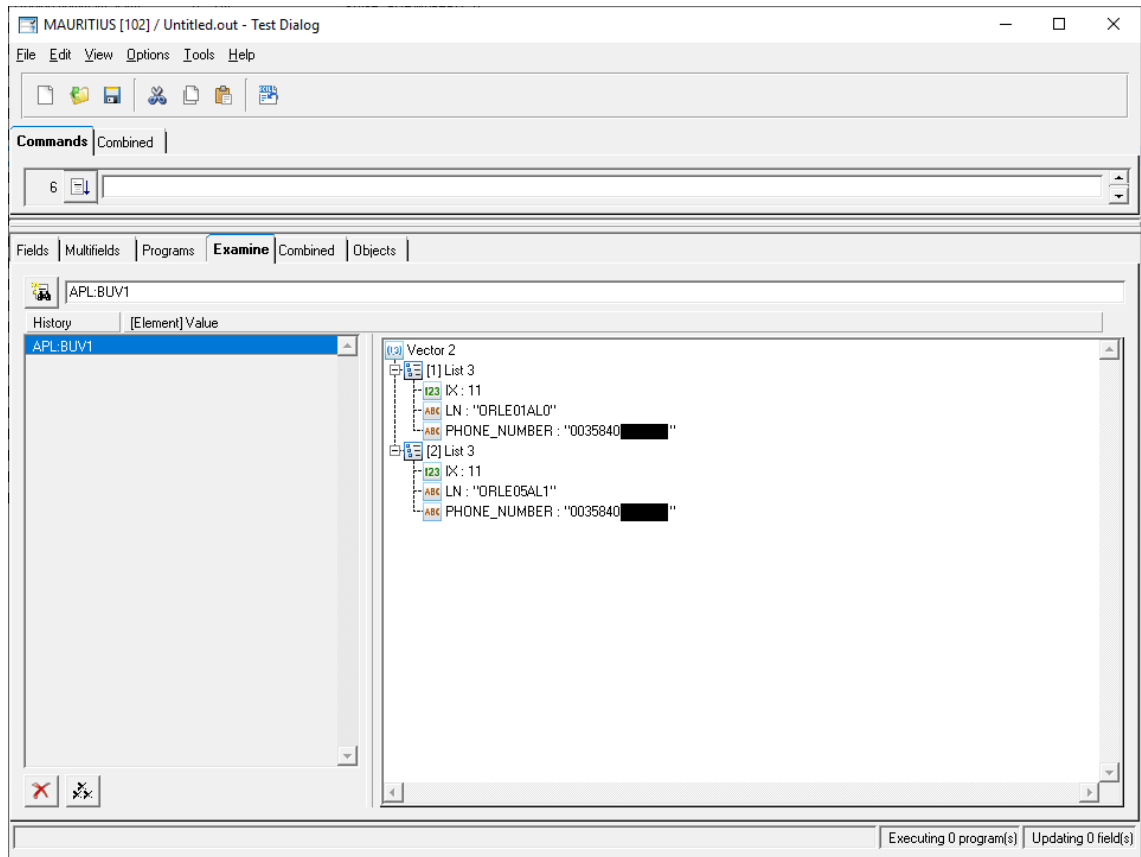 MAURITIUS [102] / Untitled.out - Test Dialog
File Edit View Options Tools Help
Commands Combined
6
Fields Multifields Programs Examine Combined Objects
APL:BUV1
History [Element] Value
APL:BUV1
Vector 2
[1] List 3
IX : 11
LN : "ORLE01AL0"
PHONE_NUMBER : "0035840 "
[2] List 3
IX : 11
LN : "ORLE05AL1"
PHONE_NUMBER : "0035840 "
Executing 0 program(s) Updating 0 field(s)